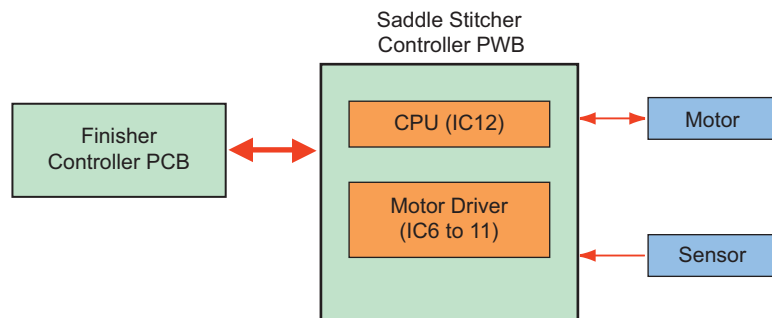 Saddle Stitcher
Controller PWB
Finisher
Controller PCB
CPU (IC12)
Motor
Motor Driver
(IC6 to 11)
Sensor